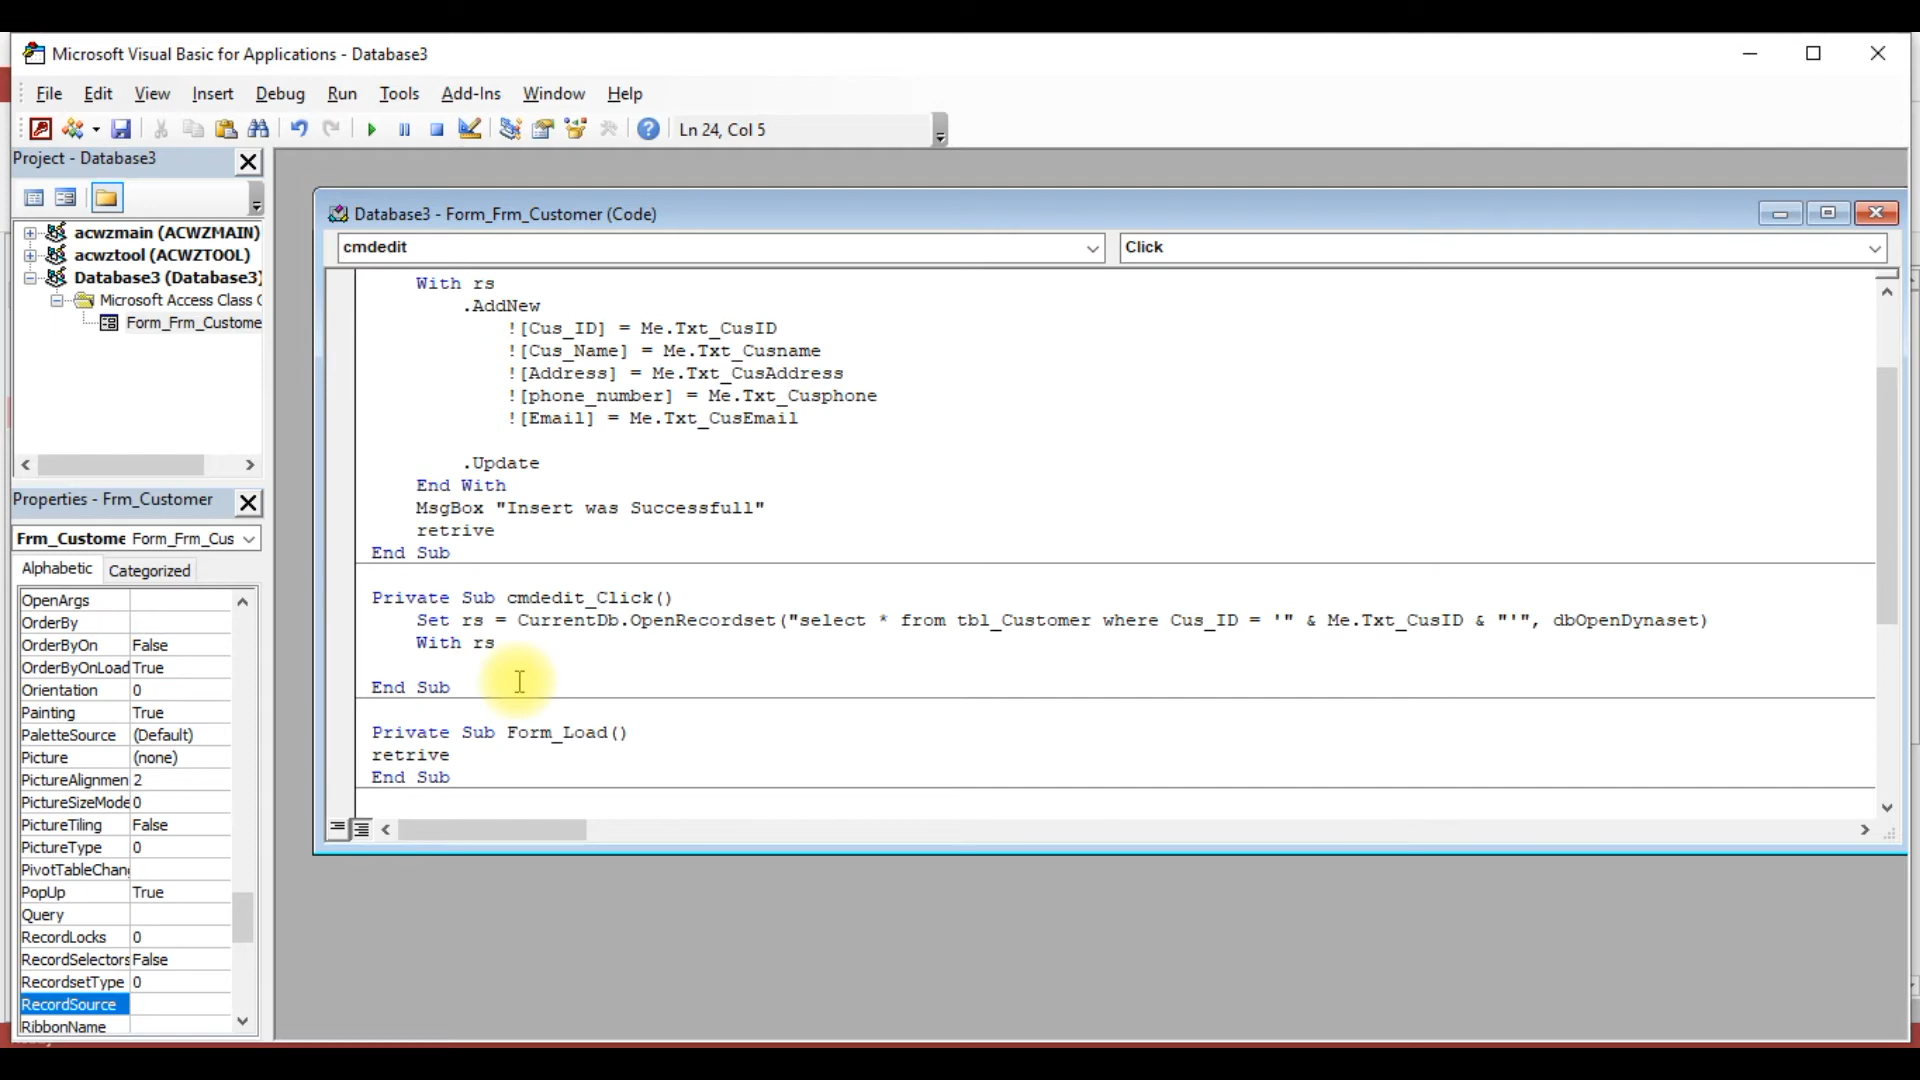 Microsoft Visual Basic for Applications - Database3
File Edit View Insert Debug Run Tools Add-Ins Window Help
Ln 24, Col 5
Project - Database3
acwzmain (ACWZMAIN)
acwztool (ACWZTOOL)
Database3 (Database3)
Microsoft Access Class
Form_Frm_Custome
Properties - Frm_Customer
Frm_Custome Form_Frm_Cus
Alphabetic Categorized
OpenArgs
OrderBy
OrderByOn False
OrderByOnLoad True
Orientation 0
Painting True
PaletteSource (Default)
Picture (none)
PictureAlignmen 2
PictureSizeMode 0
PictureTiling False
PictureType 0
PivotTableChan
PopUp True
Query
RecordLocks 0
RecordSelectors False
RecordsetType 0
RecordSource
RibbonName
Database3 - Form_Frm_Customer (Code)
cmdedit Click
With rs
.AddNew
![Cus_ID] = Me.Txt_CusID
![Cus_Name] = Me.Txt_Cusname
![Address] = Me.Txt_CusAddress
![phone_number] = Me.Txt_Cusphone
![Email] = Me.Txt_CusEmail
.Update
End With
MsgBox "Insert was Successfull"
retrive
End Sub
Private Sub cmdedit_Click()
Set rs = CurrentDb.OpenRecordset("select * from tbl_Customer where Cus_ID = '" & Me.Txt_CusID & "'", dbOpenDynaset)
With rs
End Sub
Private Sub Form_Load()
retrive
End Sub